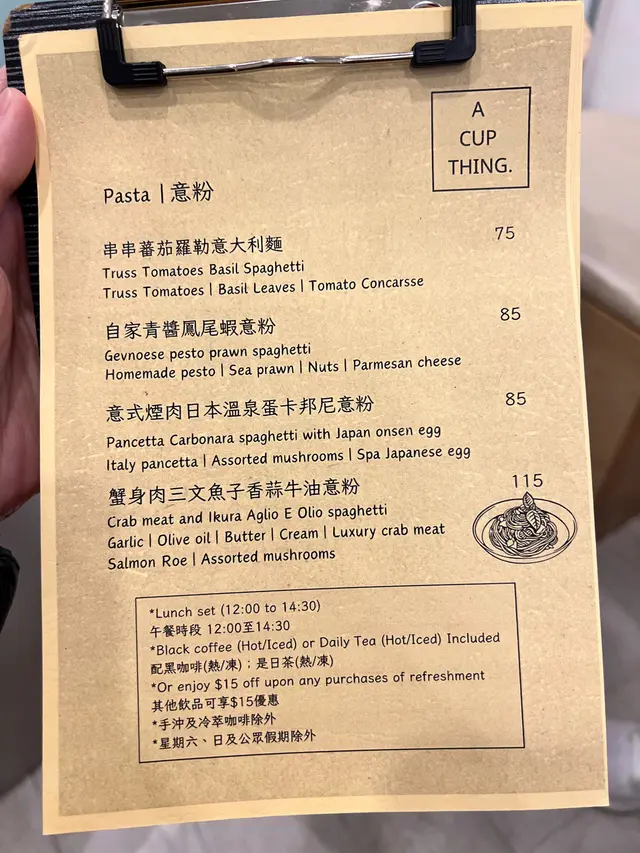 A
CUP
THING.
Pasta | 意粉
串串蕃茄羅勒意大利麵 75
Truss Tomatoes Basil Spaghetti
Truss Tomatoes | Basil Leaves | Tomato Concarsse
自家青醬鳳尾蝦意粉 85
Gevnoese pesto prawn spaghetti
Homemade pesto | Sea prawn | Nuts | Parmesan cheese
意式煙肉日本溫泉蛋卡邦尼意粉 85
Pancetta Carbonara spaghetti with Japan onsen egg
Italy pancetta | Assorted mushrooms | Spa Japanese egg
蟹身肉三文魚子香蒜牛油意粉 115
Crab meat and Ikura Aglio E Olio spaghetti
Garlic | Olive oil | Butter | Cream | Luxury crab meat
Salmon Roe | Assorted mushrooms
*Lunch set (12:00 to 14:30)
午餐時段 12:00至14:30
*Black coffee (Hot/Iced) or Daily Tea (Hot/Iced) Included
配黑咖啡(熱/凍)；是日茶(熱/凍)
*Or enjoy $15 off upon any purchases of refreshment
其他飲品可享$15優惠
*手沖及冷萃咖啡除外
*星期六、日及公眾假期除外